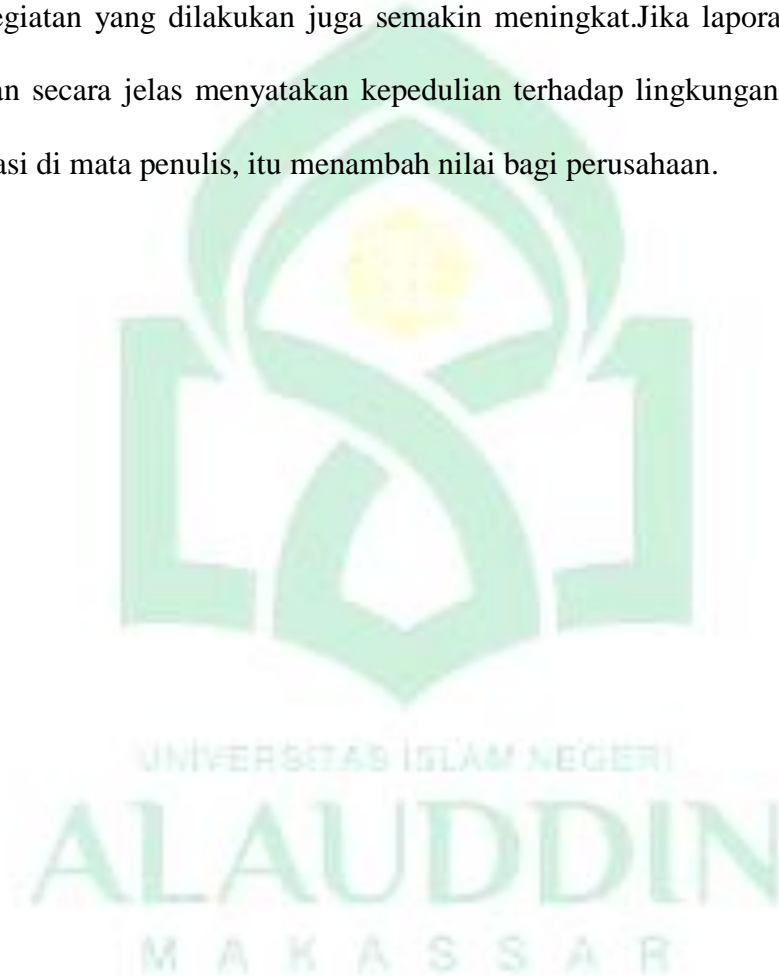 egiatan yang dilakukan juga semakin meningkat.Jika lapora
an secara jelas menyatakan kepedulian terhadap lingkungan
asi di mata penulis, itu menambah nilai bagi perusahaan.
UNIVERSITAS ISLAM NEGERI
ALAUDDIN
MAKASSAR